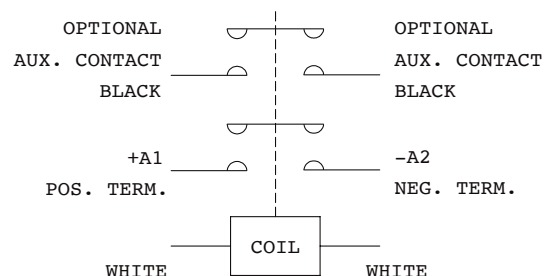 OPTIONAL
AUX. CONTACT
BLACK
OPTIONAL
AUX. CONTACT
BLACK
+A1
POS. TERM.
-A2
NEG. TERM.
COIL
WHITE
WHITE